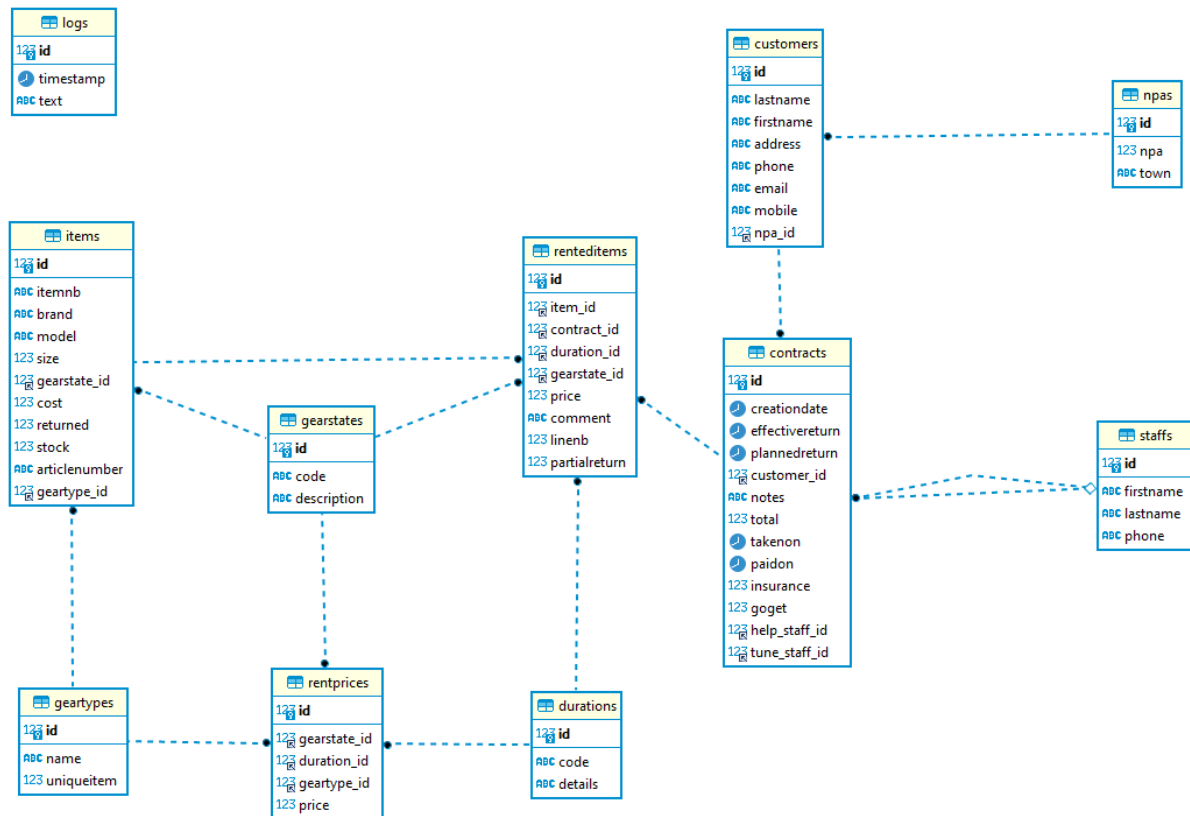 logs
id
timestamp
text
customers
id
lastname
firstname
address
phone
email
mobile
npa_id
npas
id
npa
town
items
id
itemnb
brand
model
size
gearstate_id
cost
returned
stock
articlenumber
geartype_id
renteditems
id
item_id
contract_id
duration_id
gearstate_id
price
comment
linenb
partialreturn
gearstates
id
code
description
contracts
id
creationdate
effectivereturn
plannedreturn
customer_id
notes
total
takenon
paidon
insurance
goget
help_staff_id
tune_staff_id
staffs
id
firstname
lastname
phone
geartypes
id
name
uniqueitem
rentprices
id
gearstate_id
duration_id
geartype_id
price
durations
id
code
details